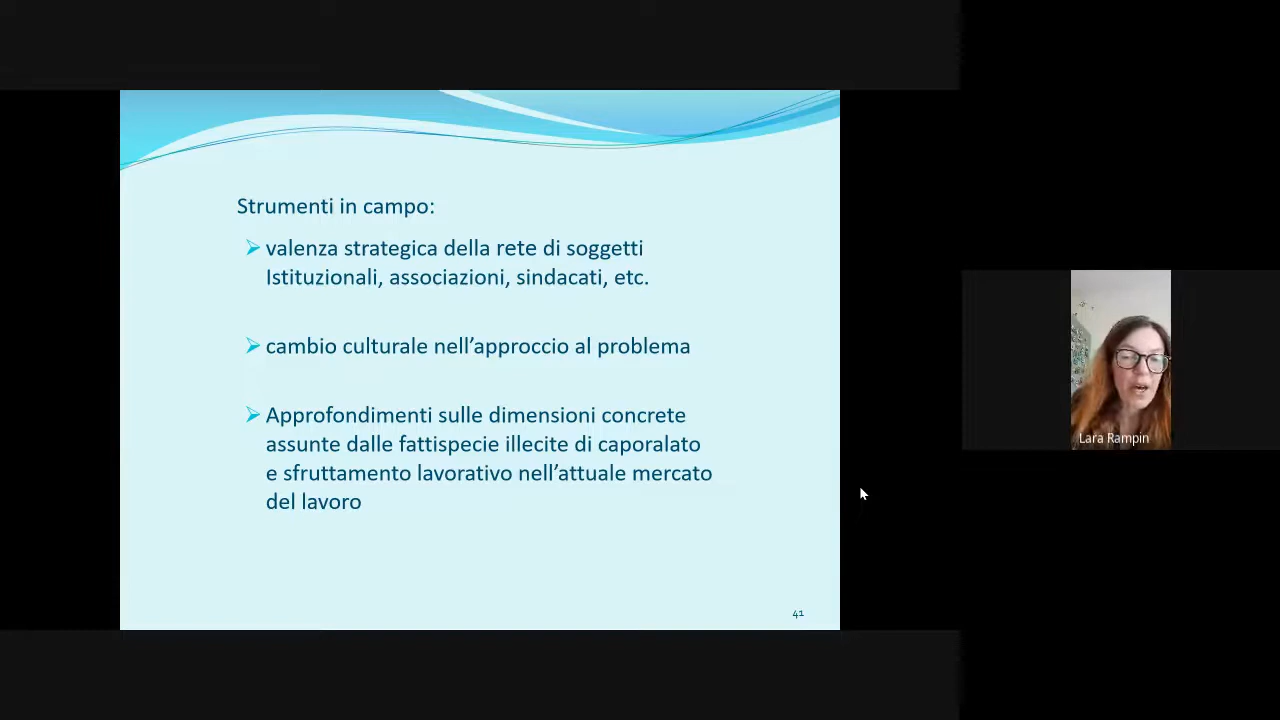 Strumenti in campo:
valenza strategica della rete di soggetti
Istituzionali, associazioni, sindacati, etc.
cambio culturale nell’approccio al problema
Approfondimenti sulle dimensioni concrete
assunte dalle fattispecie illecite di caporalato
e sfruttamento lavorativo nell’attuale mercato
del lavoro
41
Lara Rampin